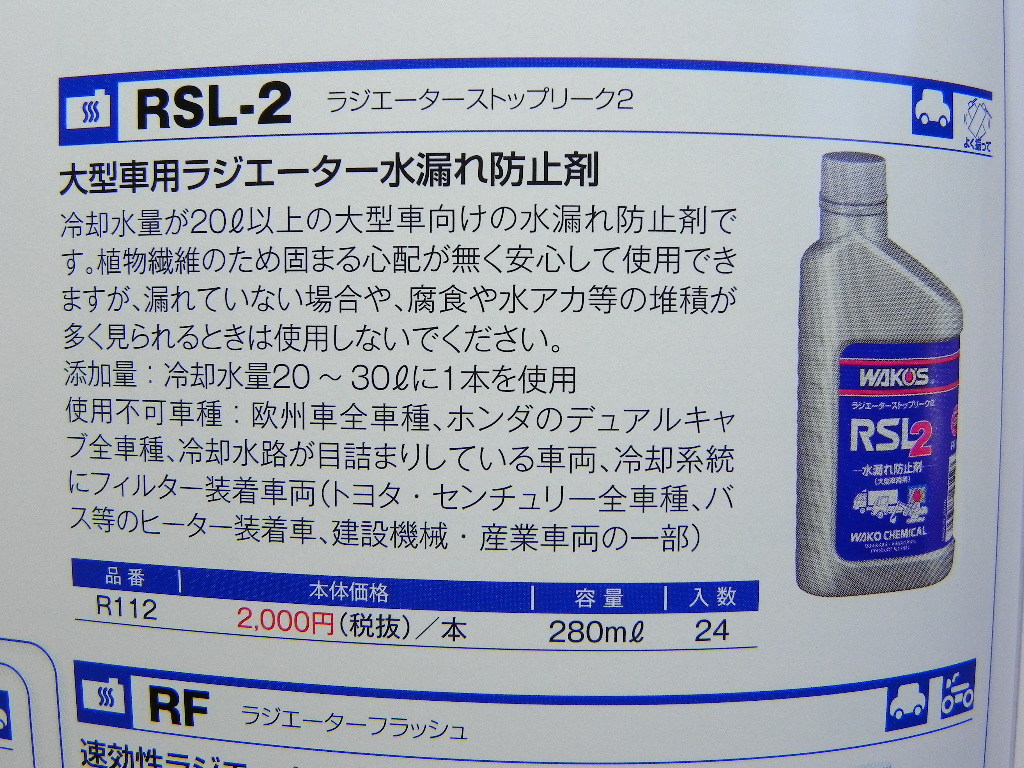 RSL-2 ラジエーターストップリーク2
よく振って
大型車用ラジエーター水漏れ防止剤
冷却水量が20ℓ以上の大型車向けの水漏れ防止剤で
す。植物繊維のため固まる心配が無く安心して使用でき
ますが、漏れていない場合や、腐食や水アカ等の堆積が
多く見られるときは使用しないでください。
添加量：冷却水量20～30ℓに1本を使用
使用不可車種：欧州車全車種、ホンダのデュアルキャ
ブ全車種、冷却水路が目詰まりしている車両、冷却系統
にフィルター装着車両（トヨタ・センチュリー全車種、バ
ス等のヒーター装着車、建設機械・産業車両の一部）
品番 本体価格 容量 入数
R112 2,000円（税抜）／本 280mℓ 24
WAKO'S
ラジエーターストップリーク2
RSL2
水漏れ防止剤
（大型車両用）
WAKO CHEMICAL
RF ラジエーターフラッシュ
速効性ラジエー